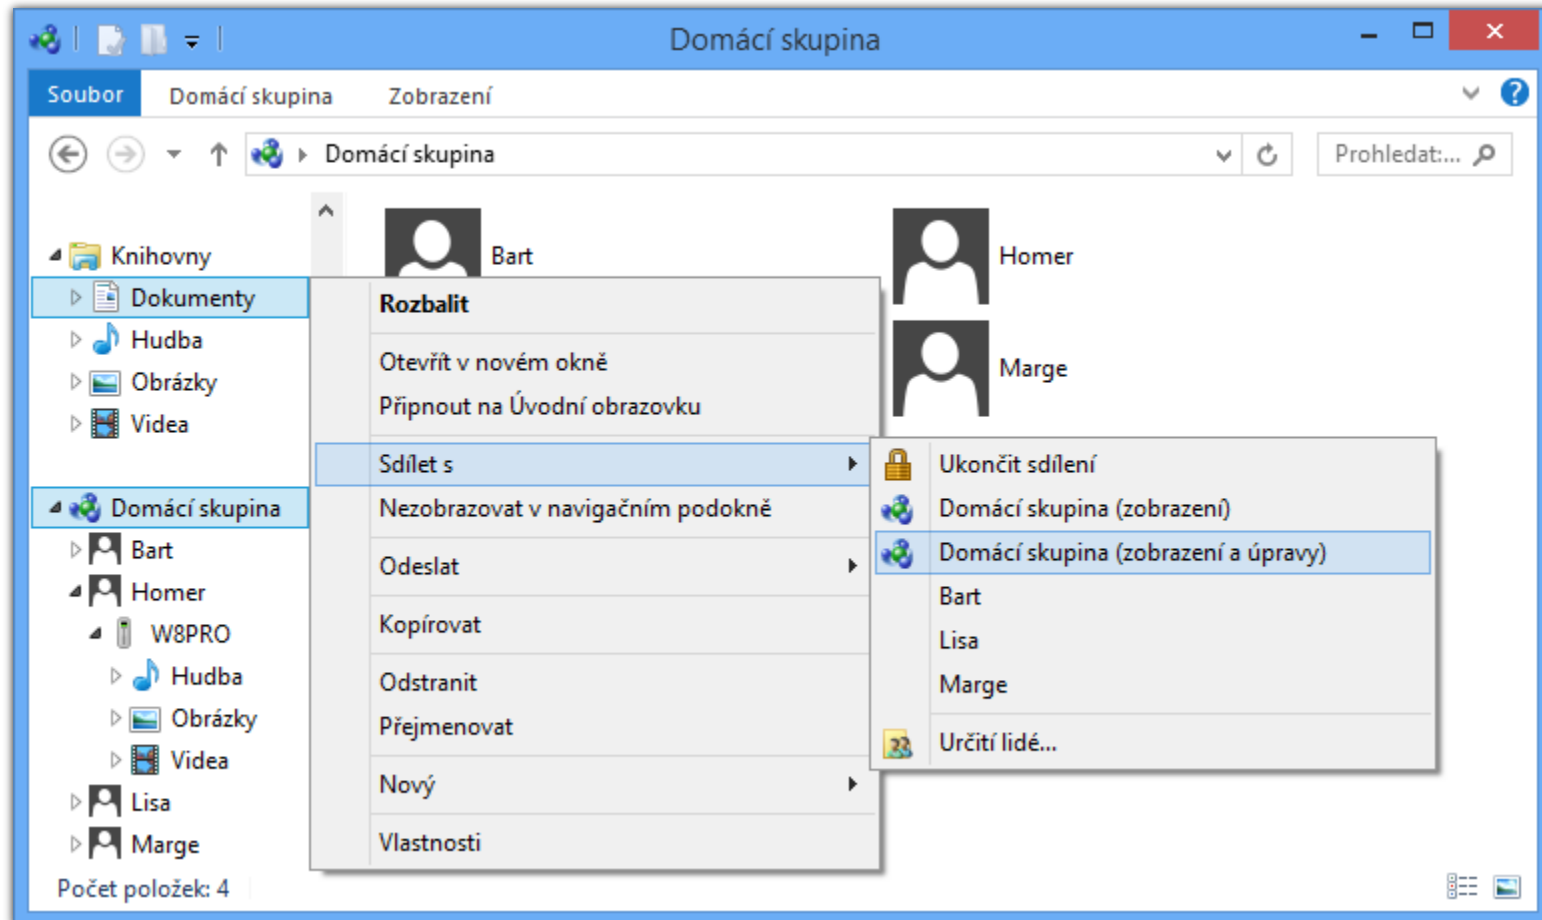 Domácí skupina
Soubor Domácí skupina Zobrazení
Domácí skupina Prohledat:...
Knihovny
Dokumenty
Hudba
Obrázky
Videa
Domácí skupina
Bart
Homer
W8PRO
Hudba
Obrázky
Videa
Lisa
Marge
Bart
Homer
Marge
Rozbalit
Otevřít v novém okně
Připnout na Úvodní obrazovku
Sdílet s
Nezobrazovat v navigačním podokně
Odeslat
Kopírovat
Odstranit
Přejmenovat
Nový
Vlastnosti
Ukončit sdílení
Domácí skupina (zobrazení)
Domácí skupina (zobrazení a úpravy)
Bart
Lisa
Marge
Určití lidé...
Počet položek: 4